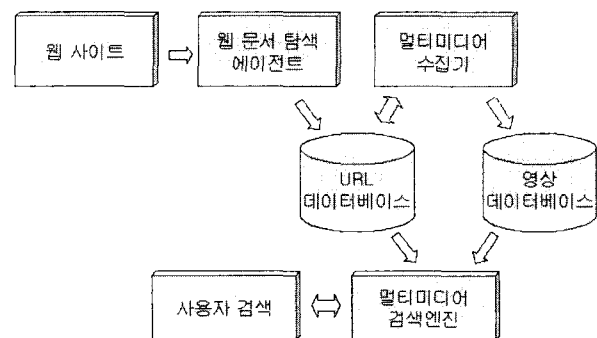 웹 사이트
웹 문서 탐색
에이전트
멀티미디어
수집기
URL
데이터베이스
영상
데이터베이스
사용자 검색
멀티미디어
검색엔진